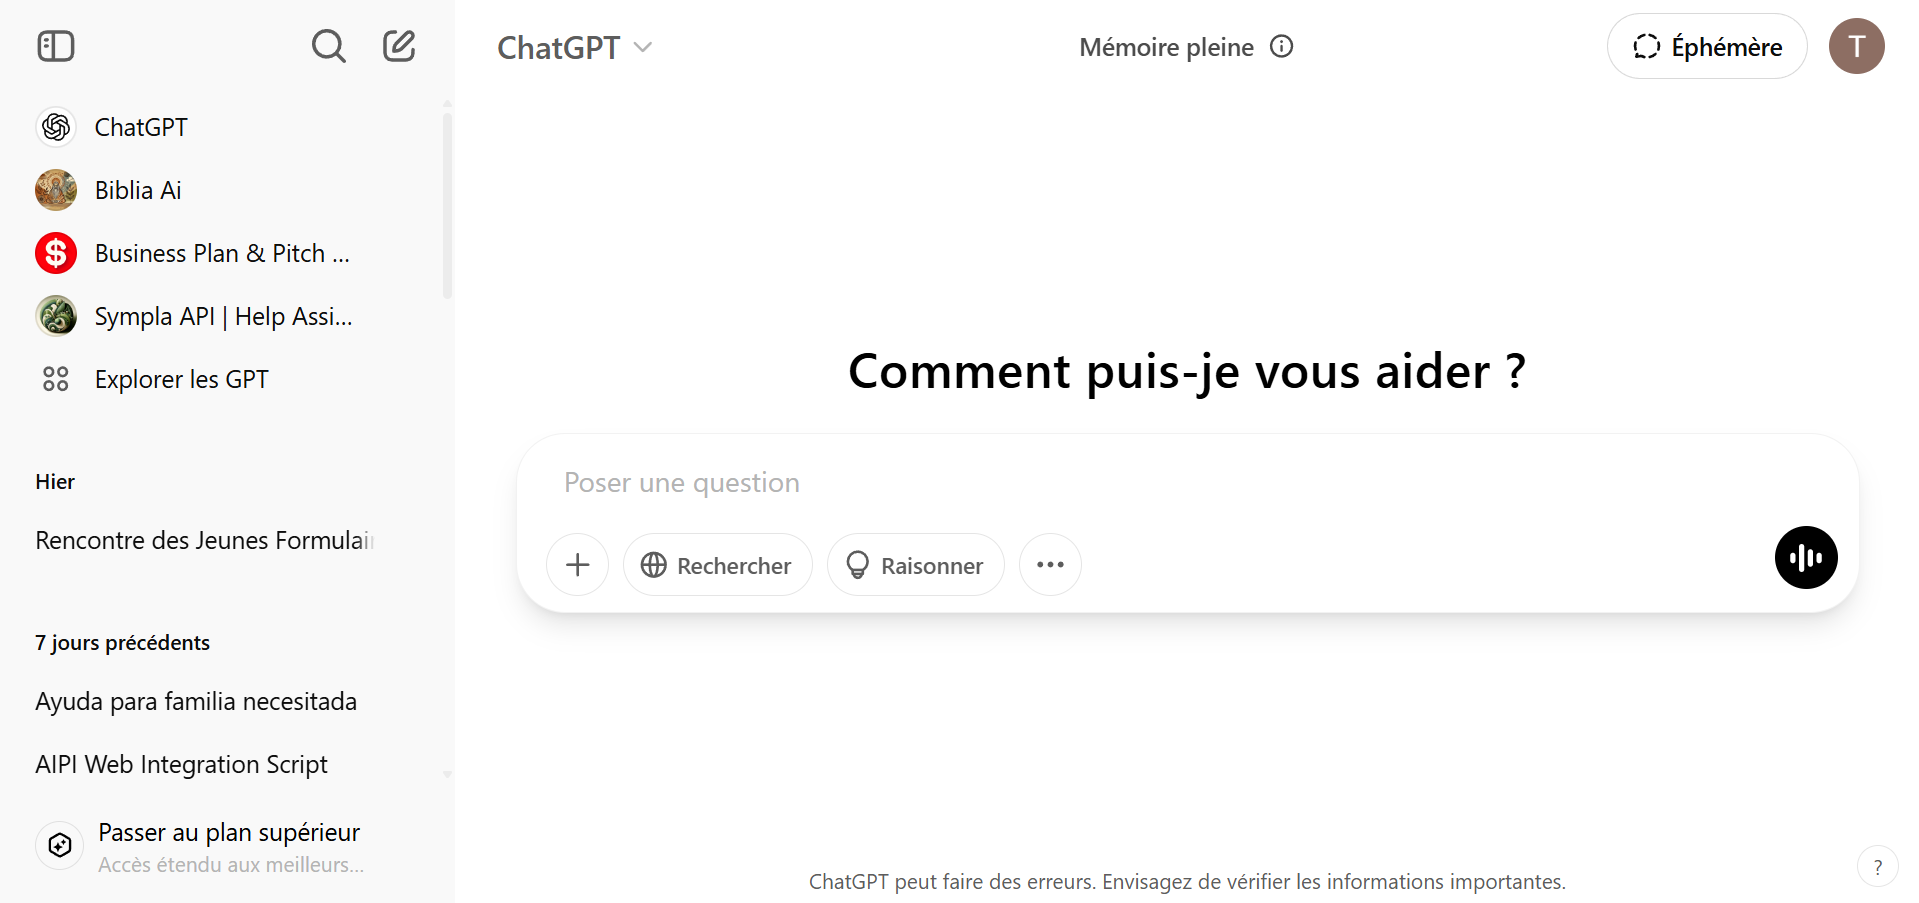 ChatGPT
Biblia Ai
Business Plan & Pitch ...
Sympla API | Help Assi...
Explorer les GPT
Hier
Rencontre des Jeunes Formulai
7 jours précédents
Ayuda para familia necesitada
AIPI Web Integration Script
Passer au plan supérieur
Accès étendu aux meilleurs...
ChatGPT
Mémoire pleine
Éphémère
T
Comment puis-je vous aider ?
Poser une question
Rechercher
Raisonner
ChatGPT peut faire des erreurs. Envisagez de vérifier les informations importantes.
?